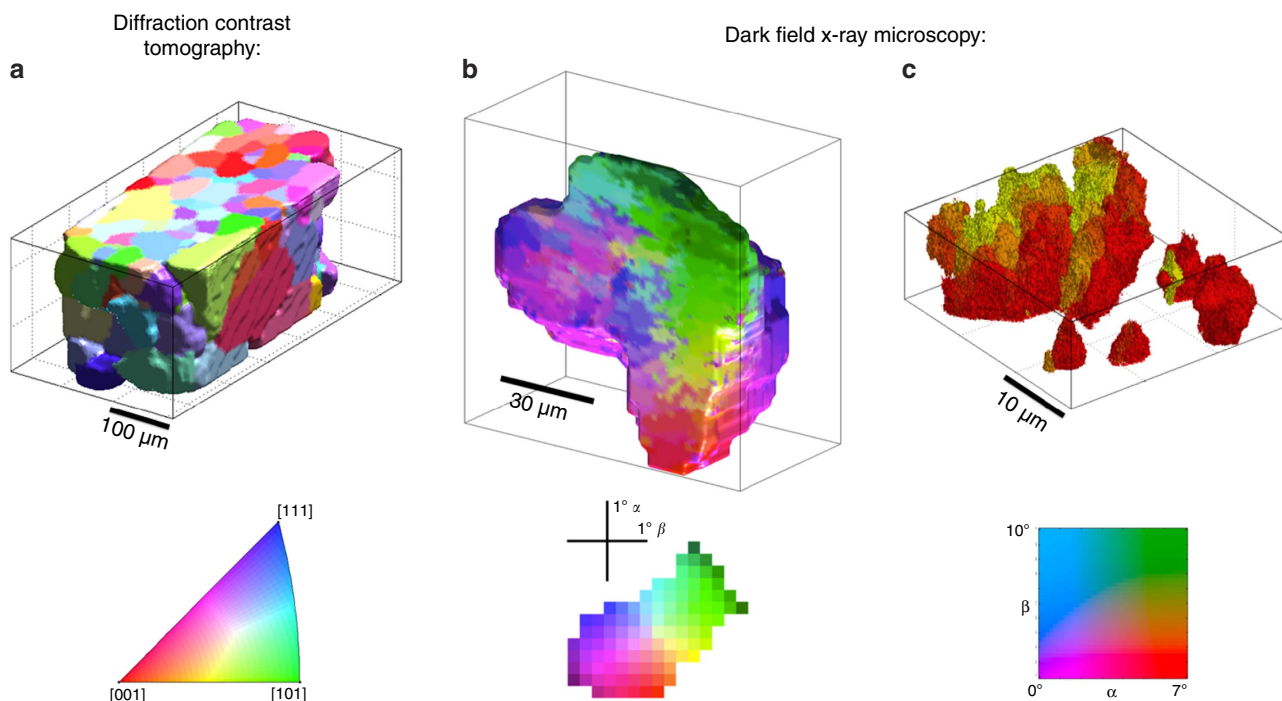 Diffraction contrast
tomography:
Dark field x-ray microscopy:
a
b
c
100 µm
30 µm
10 µm
[111]
[001]
[101]
1° α
1° β
10°
β
0°
α
7°